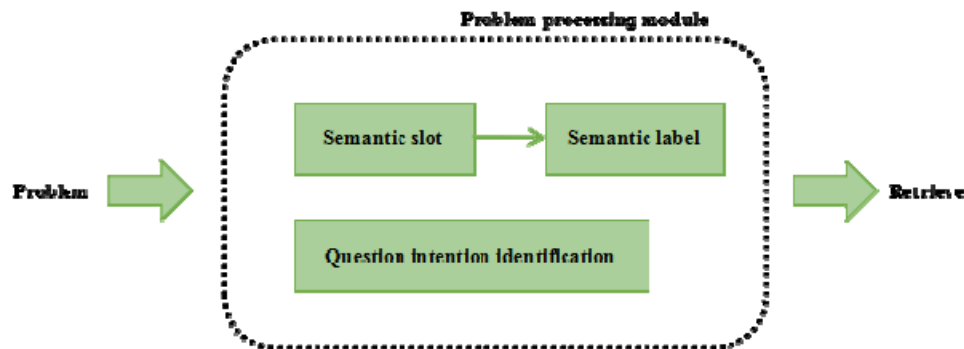 Problem processing module
Semantic slot
Semantic label
Problem
Retrieve
Question intention identification